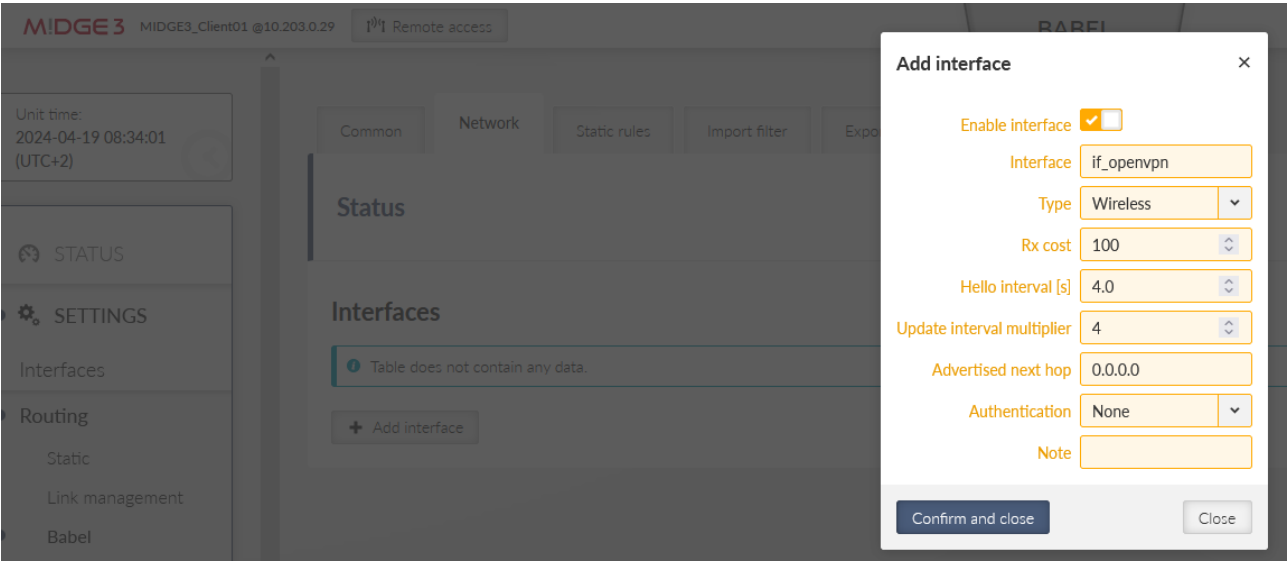 M!DGE 3 MIDGE3_Client01 @10.203.0.29 Remote access
BABEL
Unit time:
2024-04-19 08:34:01
(UTC+2)
STATUS
SETTINGS
Interfaces
Routing
Static
Link management
Babel
Common Network Static rules Import filter Expo
Status
Interfaces
Table does not contain any data.
+ Add interface
Add interface ×
Enable interface
Interface if_openvpn
Type Wireless
Rx cost 100
Hello interval [s] 4.0
Update interval multiplier 4
Advertised next hop 0.0.0.0
Authentication None
Note
Confirm and close Close